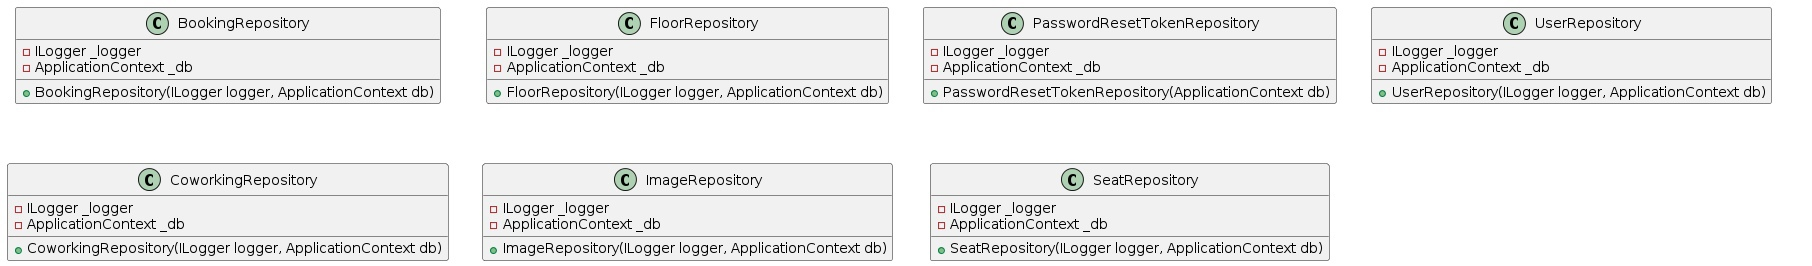 C BookingRepository
ILogger _logger
ApplicationContext _db
BookingRepository(ILogger logger, ApplicationContext db)
C FloorRepository
ILogger _logger
ApplicationContext _db
FloorRepository(ILogger logger, ApplicationContext db)
C PasswordResetTokenRepository
ILogger _logger
ApplicationContext _db
PasswordResetTokenRepository(ApplicationContext db)
C UserRepository
ILogger _logger
ApplicationContext _db
UserRepository(ILogger logger, ApplicationContext db)
C CoworkingRepository
ILogger _logger
ApplicationContext _db
CoworkingRepository(ILogger logger, ApplicationContext db)
C ImageRepository
ILogger _logger
ApplicationContext _db
ImageRepository(ILogger logger, ApplicationContext db)
C SeatRepository
ILogger _logger
ApplicationContext _db
SeatRepository(ILogger logger, ApplicationContext db)